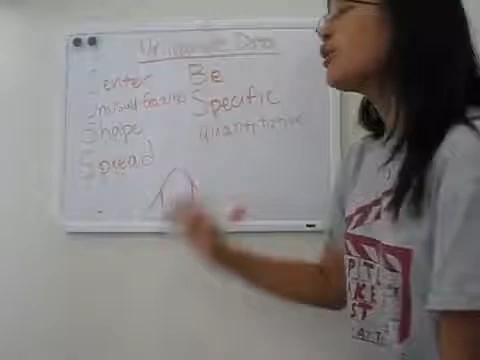 Univariate Data
Center
Unusual Features
Shape
Spread
Be
Specific
quantitative